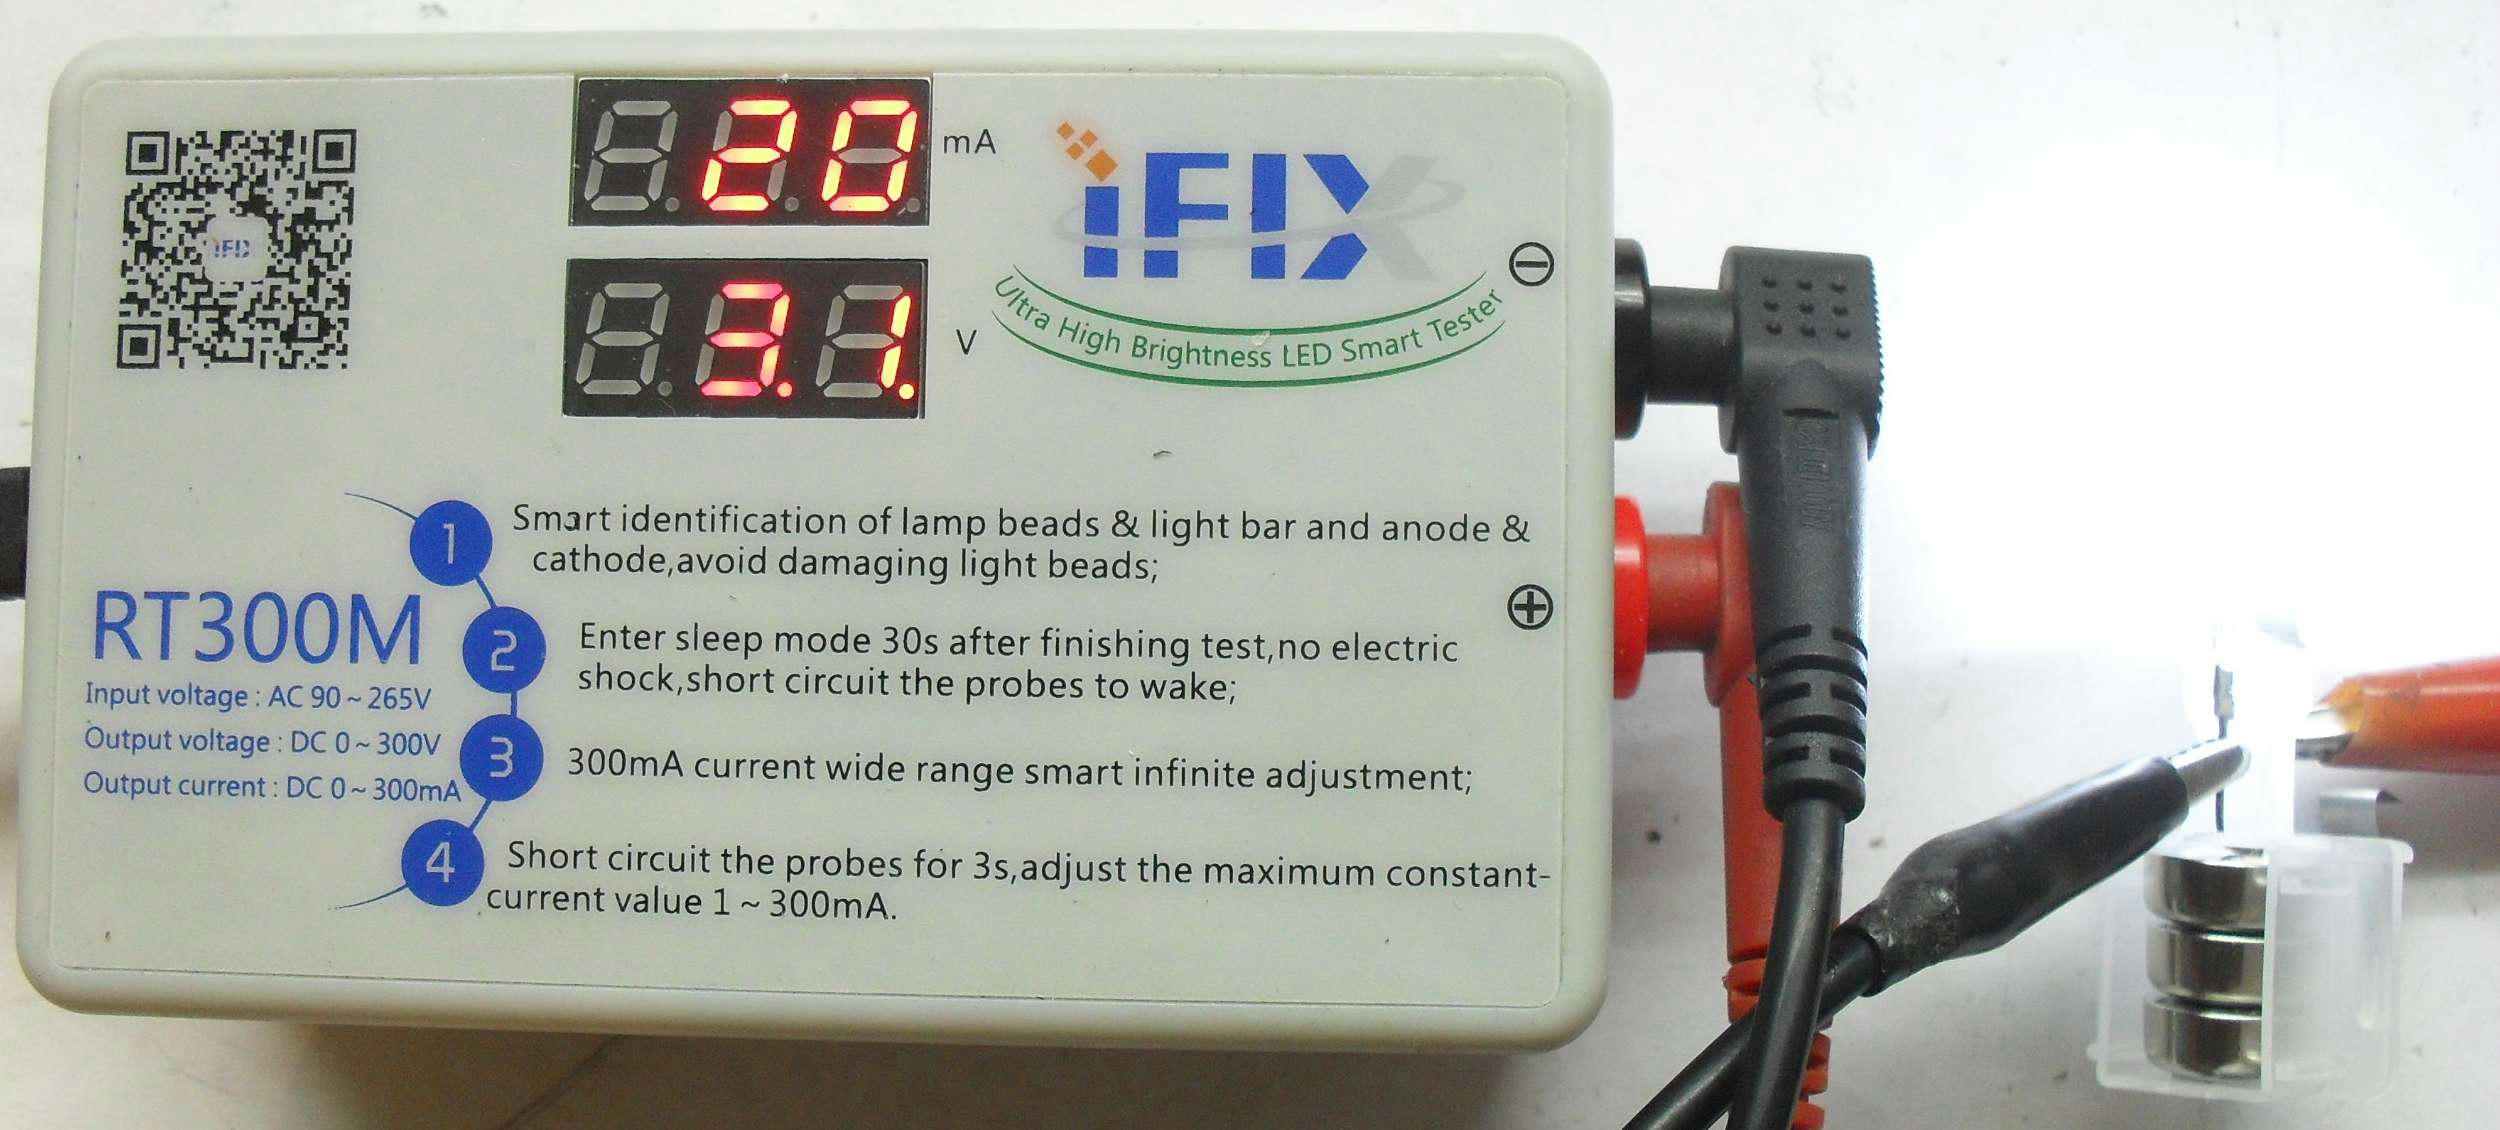 20 mA
3.1. V
iFIX
iFIX
Ultra High Brightness LED Smart Tester
⊖
⊕
1 Smart identification of lamp beads & light bar and anode &
cathode,avoid damaging light beads;
RT300M
Input voltage : AC 90 ~ 265V
Output voltage : DC 0 ~ 300V
Output current : DC 0 ~ 300mA
2 Enter sleep mode 30s after finishing test,no electric
shock,short circuit the probes to wake;
3 300mA current wide range smart infinite adjustment;
4 Short circuit the probes for 3s,adjust the maximum constant-
current value 1 ~ 300mA.